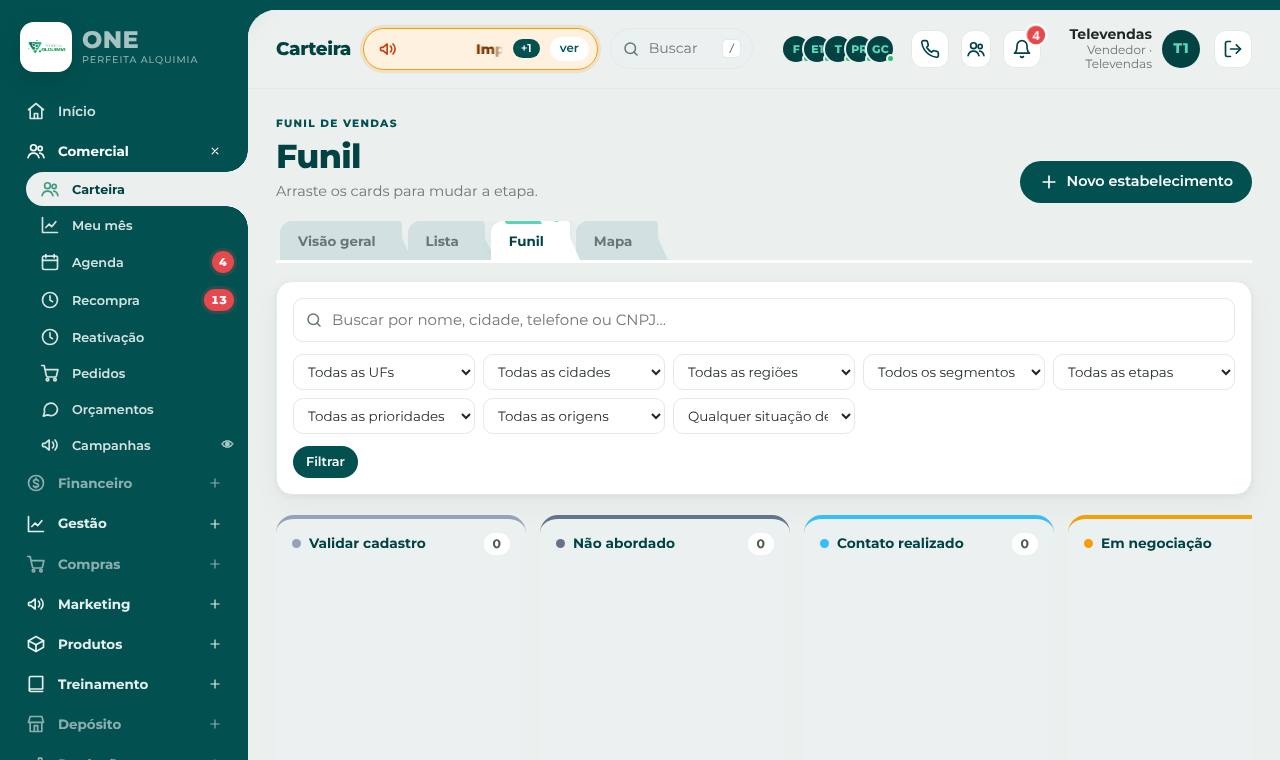 ONE
PERFEITA ALQUIMIA
Início
Comercial
Carteira
Meu mês
Agenda 4
Recompra 13
Reativação
Pedidos
Orçamentos
Campanhas
Financeiro
Gestão
Compras
Marketing
Produtos
Treinamento
Depósito
Carteira
Imp +1 ver
Buscar /
F E1 T PR GC
4
Televendas
Vendedor ·
Televendas
T1
FUNIL DE VENDAS
Funil
Arraste os cards para mudar a etapa.
+ Novo estabelecimento
Visão geral Lista Funil Mapa
Buscar por nome, cidade, telefone ou CNPJ...
Todas as UFs Todas as cidades Todas as regiões Todos os segmentos Todas as etapas
Todas as prioridades Todas as origens Qualquer situação de
Filtrar
Validar cadastro 0 Não abordado 0 Contato realizado 0 Em negociação